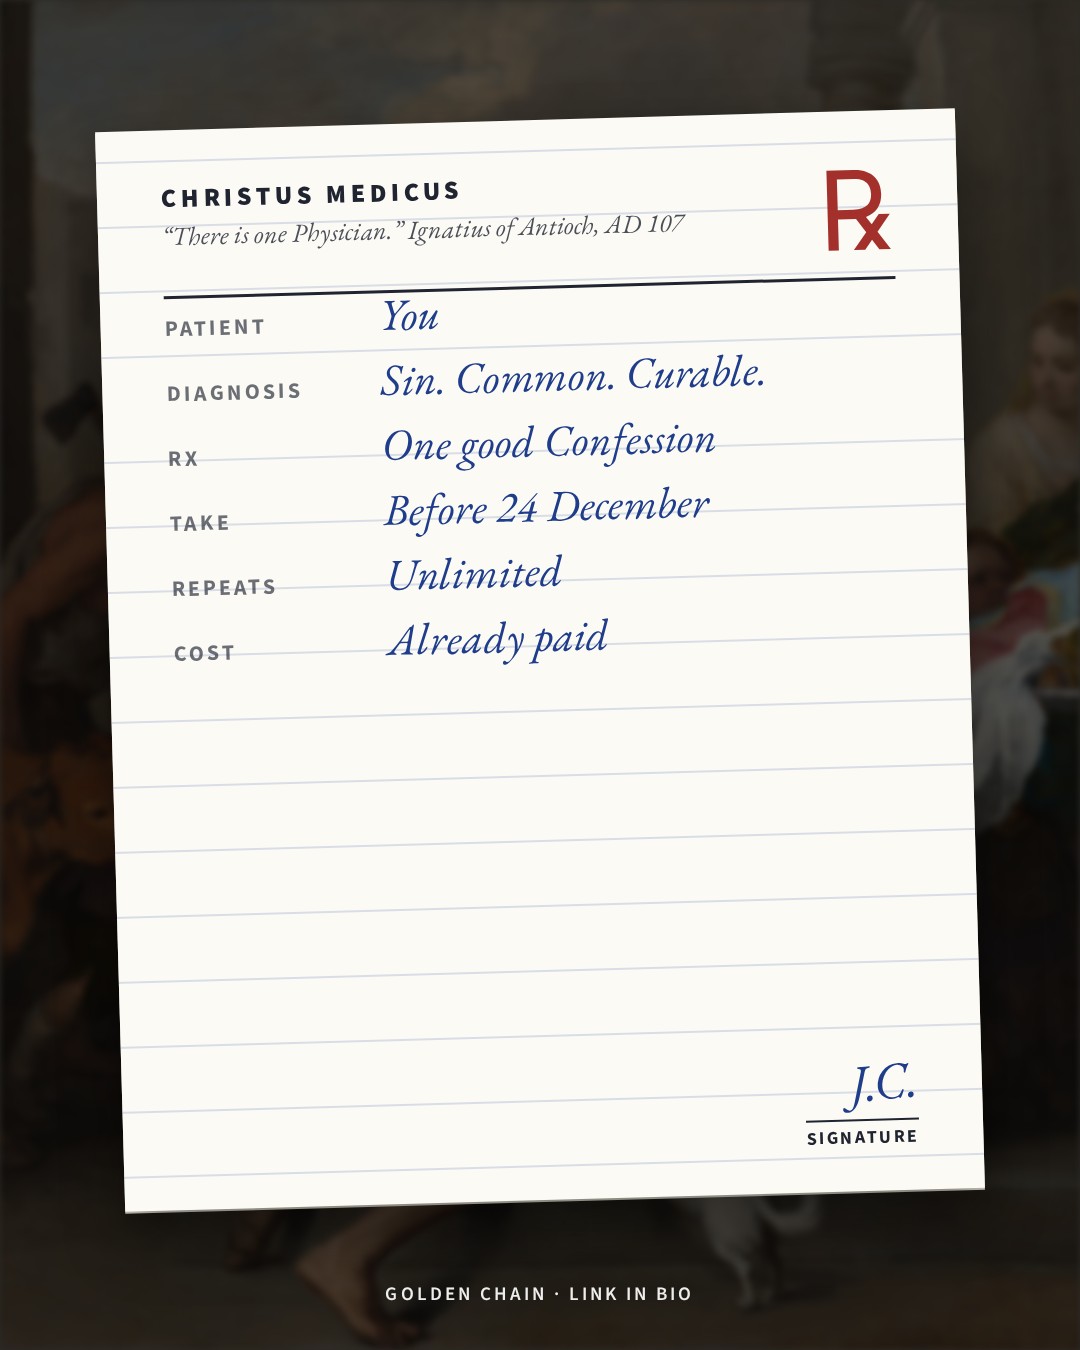 CHRISTUS MEDICUS
“There is one Physician.” Ignatius of Antioch, AD 107
Rx
PATIENT You
DIAGNOSIS Sin. Common. Curable.
RX One good Confession
TAKE Before 24 December
REPEATS Unlimited
COST Already paid
J.C.
SIGNATURE
GOLDEN CHAIN · LINK IN BIO